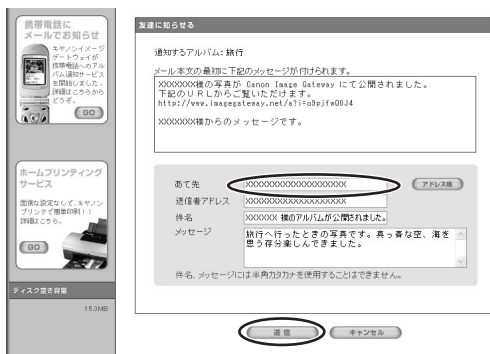 携帯電話に
メールでお知らせ
キヤノンイメージ
ゲートウェイが
携帯電話へのアル
バム通知サービス
を開始しました。
詳細はこちらから
どうぞ。
GO
ホームプリンティング
サービス
面倒な設定なしで、キヤノン
プリンタで簡単印刷！！
詳細はこちら。
GO
ディスク空き容量
15.3MB
友達に知らせる
通知するアルバム: 旅行
メール本文の最初に下記のメッセージが付けられます。
XXXXXXX様の写真が Canon Image Gateway にて公開されました。
下記のＵＲＬからご覧いただけます。
XXXXXXX様からのメッセージです。
あて先 XXXXXXXXXXXXXXXXXXX アドレス帳
送信者アドレス XXXXXXXXXXXXXXXXXXX
件名 XXXXXX 様のアルバムが公開されました。
メッセージ 旅行へ行ったときの写真です。真っ青な空、海を
思う存分楽しんできました。
件名、メッセージには半角カタカナを使用することはできません。
送信 キャンセル